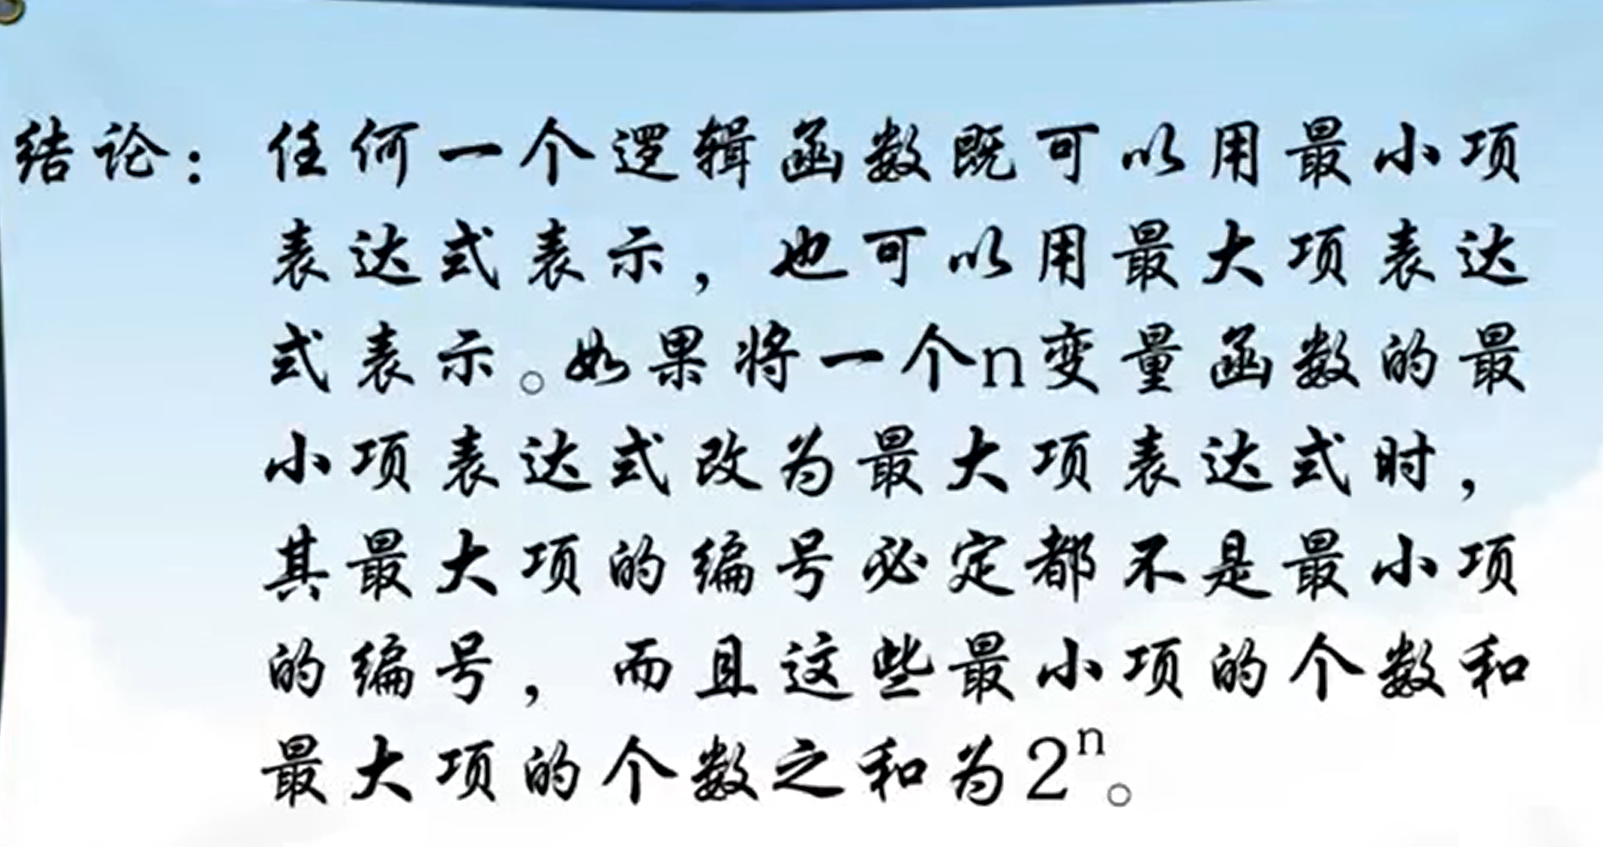 结论：任何一个逻辑函数既可以用最小项
表达式表示，也可以用最大项表达
式表示。如果将一个n变量函数的最
小项表达式改为最大项表达式时，
其最大项的编号必定都不是最小项
的编号，而且这些最小项的个数和
最大项的个数之和为2ⁿ。